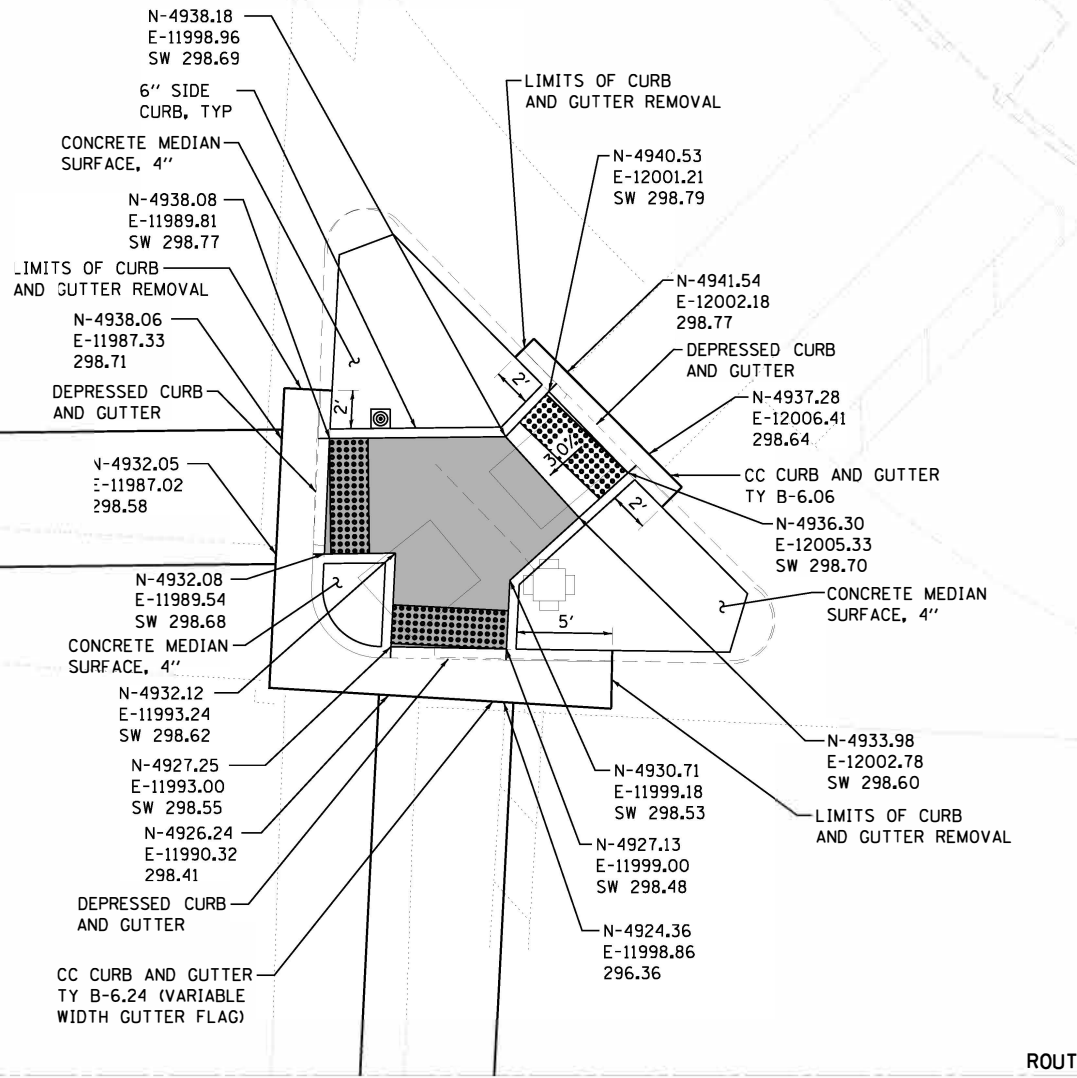 N-4938.18
E-11998.96
SW 298.69
6" SIDE
CURB, TYP
CONCRETE MEDIAN
SURFACE, 4"
N-4938.08
E-11989.81
SW 298.77
LIMITS OF CURB
AND GUTTER REMOVAL
N-4938.06
E-11987.33
298.71
DEPRESSED CURB
AND GUTTER
N-4932.05
E-11987.02
298.58
N-4932.08
E-11989.54
SW 298.68
CONCRETE MEDIAN
SURFACE, 4"
N-4932.12
E-11993.24
SW 298.62
N-4927.25
E-11993.00
SW 298.55
N-4926.24
E-11990.32
298.41
DEPRESSED CURB
AND GUTTER
CC CURB AND GUTTER
TY B-6.24 (VARIABLE
WIDTH GUTTER FLAG)
LIMITS OF CURB
AND GUTTER REMOVAL
N-4940.53
E-12001.21
SW 298.79
N-4941.54
E-12002.18
298.77
DEPRESSED CURB
AND GUTTER
N-4937.28
E-12006.41
298.64
CC CURB AND GUTTER
TY B-6.06
N-4936.30
E-12005.33
SW 298.70
CONCRETE MEDIAN
SURFACE, 4"
N-4933.98
E-12002.78
SW 298.60
LIMITS OF CURB
AND GUTTER REMOVAL
N-4930.71
E-11999.18
SW 298.53
N-4927.13
E-11999.00
SW 298.48
N-4924.36
E-11998.86
296.36
2'
2'
2'
5'
ROUT